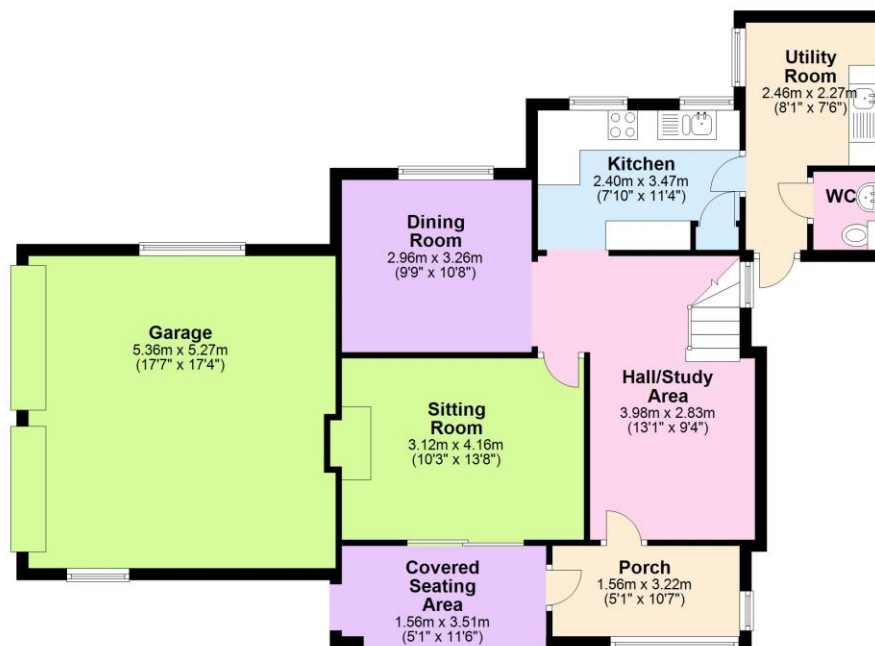 Utility
Room
2.46m x 2.27m
(8'1" x 7'6")
Kitchen
2.40m x 3.47m
(7'10" x 11'4")
WC
Dining
Room
2.96m x 3.26m
(9'9" x 10'8")
Garage
5.36m x 5.27m
(17'7" x 17'4")
Hall/Study
Area
3.98m x 2.83m
(13'1" x 9'4")
Sitting
Room
3.12m x 4.16m
(10'3" x 13'8")
Covered
Seating
Area
1.56m x 3.51m
(5'1" x 11'6")
Porch
1.56m x 3.22m
(5'1" x 10'7")